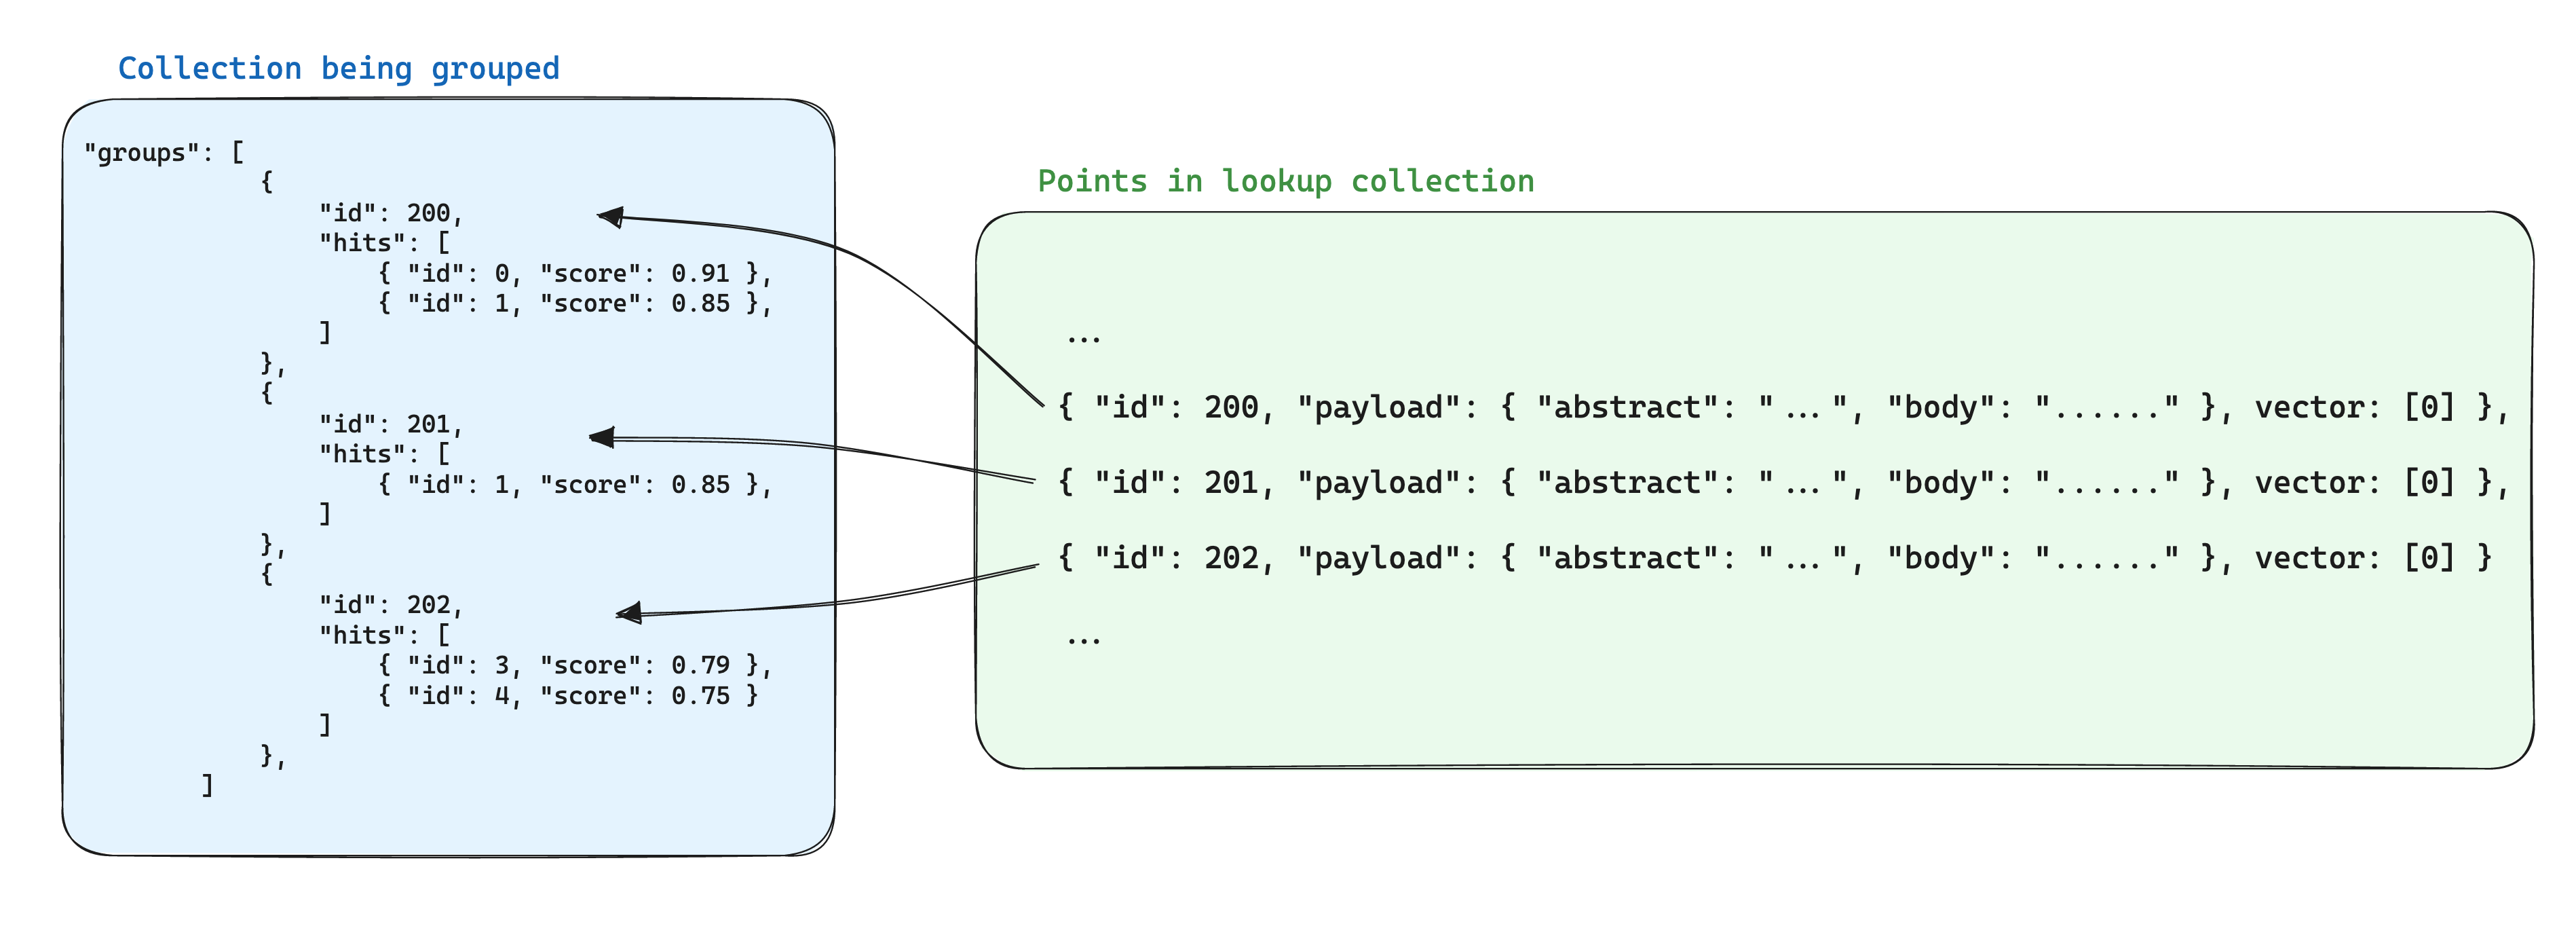 Collection being grouped
"groups": [
{
"id": 200,
"hits": [
{ "id": 0, "score": 0.91 },
{ "id": 1, "score": 0.85 },
]
},
{
"id": 201,
"hits": [
{ "id": 1, "score": 0.85 },
]
},
{
"id": 202,
"hits": [
{ "id": 3, "score": 0.79 },
{ "id": 4, "score": 0.75 }
]
},
]
Points in lookup collection
...
{ "id": 200, "payload": { "abstract": "...", "body": "......" }, vector: [0] },
{ "id": 201, "payload": { "abstract": "...", "body": "......" }, vector: [0] },
{ "id": 202, "payload": { "abstract": "...", "body": "......" }, vector: [0] }
...